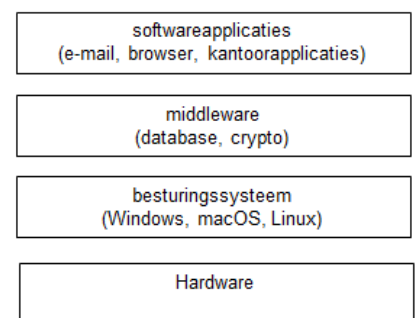 softwareapplicaties
(e-mail, browser, kantoorapplicaties)
middleware
(database, crypto)
besturingssysteem
(Windows, macOS, Linux)
Hardware